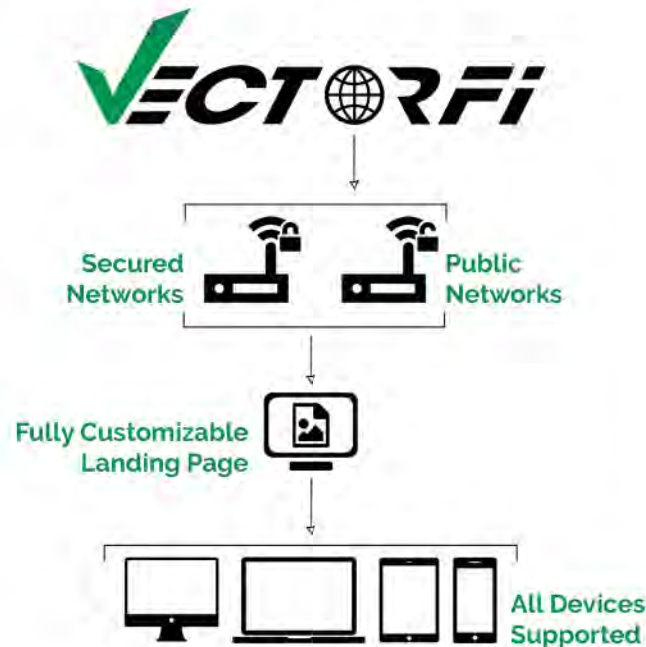 VECTORFi
Secured
Networks
Public
Networks
Fully Customizable
Landing Page
All Devices
Supported